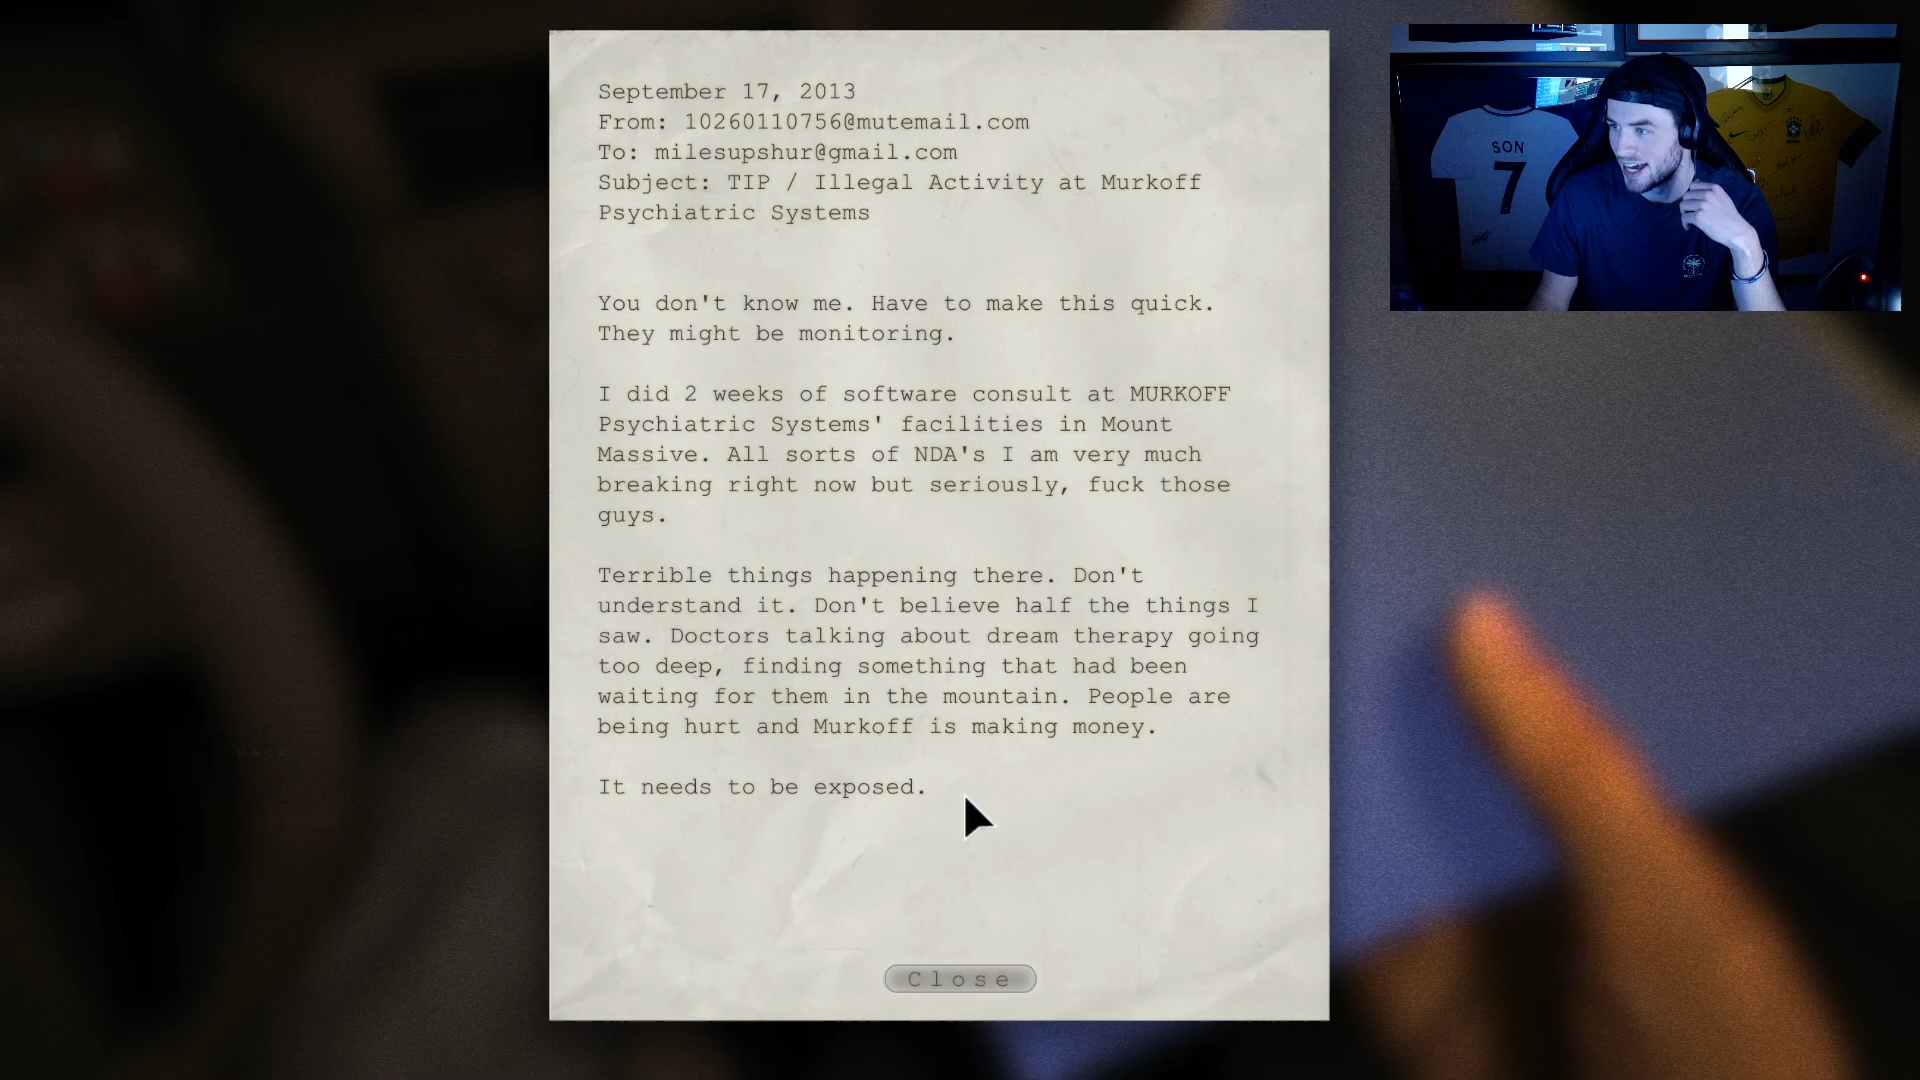 September 17, 2013
From: 10260110756@mutemail.com
To: milesupshur@gmail.com
Subject: TIP / Illegal Activity at Murkoff
Psychiatric Systems
You don't know me. Have to make this quick.
They might be monitoring.
I did 2 weeks of software consult at MURKOFF
Psychiatric Systems' facilities in Mount
Massive. All sorts of NDA's I am very much
breaking right now but seriously, fuck those
guys.
Terrible things happening there. Don't
understand it. Don't believe half the things I
saw. Doctors talking about dream therapy going
too deep, finding something that had been
waiting for them in the mountain. People are
being hurt and Murkoff is making money.
It needs to be exposed.
Close
Back
SON
7